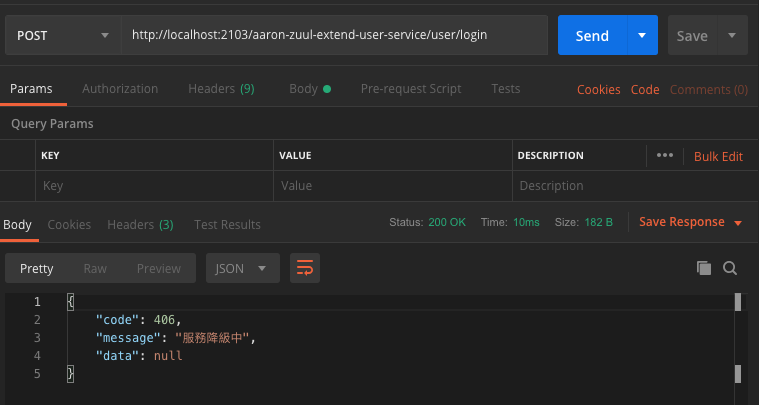 POST http://localhost:2103/aaron-zuul-extend-user-service/user/login Send Save
Params Authorization Headers (9) Body Pre-request Script Tests Cookies Code Comments (0)
Query Params
KEY VALUE DESCRIPTION ••• Bulk Edit
Key Value Description
Body Cookies Headers (3) Test Results Status: 200 OK Time: 10ms Size: 182 B Save Response
Pretty Raw Preview JSON
1 {
2 "code": 406,
3 "message": "服務降級中",
4 "data": null
5 }